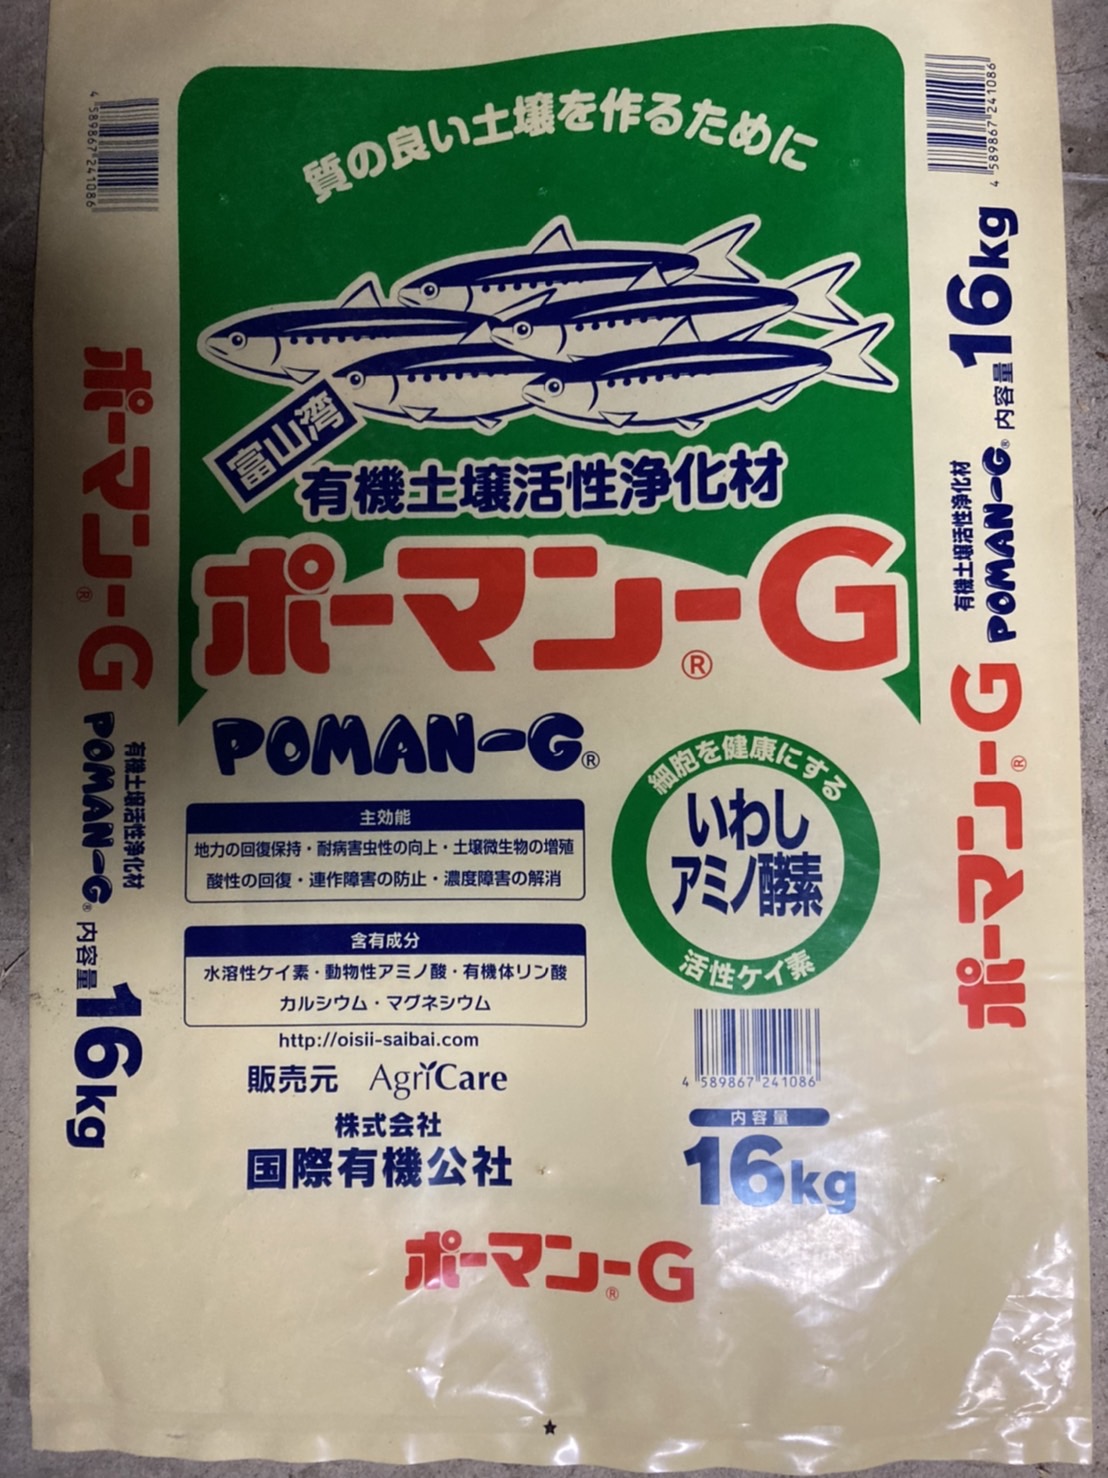 質の良い土壌を作るために
富山湾
有機土壌活性浄化材
ポーマン-G®
POMAN-G®
主効能
地力の回復保持・耐病害虫性の向上・土壌微生物の増殖
酸性の回復・連作障害の防止・濃度障害の解消
含有成分
水溶性ケイ素・動物性アミノ酸・有機体リン酸
カルシウム・マグネシウム
http://oisii-saibai.com
販売元 AgriCare
株式会社
国際有機公社
細胞を健康にする
いわし
アミノ酵素
活性ケイ素
4 589867 241086
内容量
16kg
ポーマン-G®
4 589867 241086
ポーマン-G®
有機土壌活性浄化材
POMAN-G®
内容量16kg
4 589867 241086
ポーマン-G®
有機土壌活性浄化材
POMAN-G®
内容量16kg